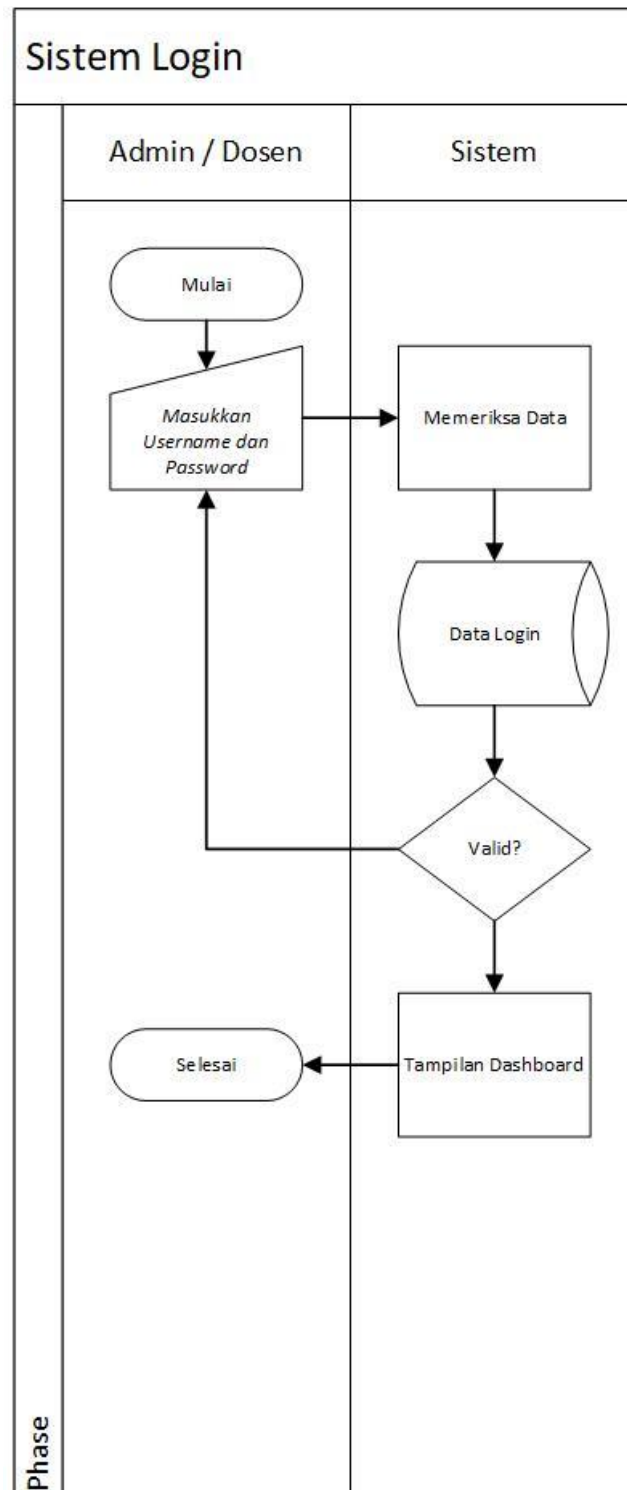 Sistem Login
Admin / Dosen
Sistem
Mulai
Masukkan
Username dan
Password
Memeriksa Data
Data Login
Valid?
Selesai
Tampilan Dashboard
Phase